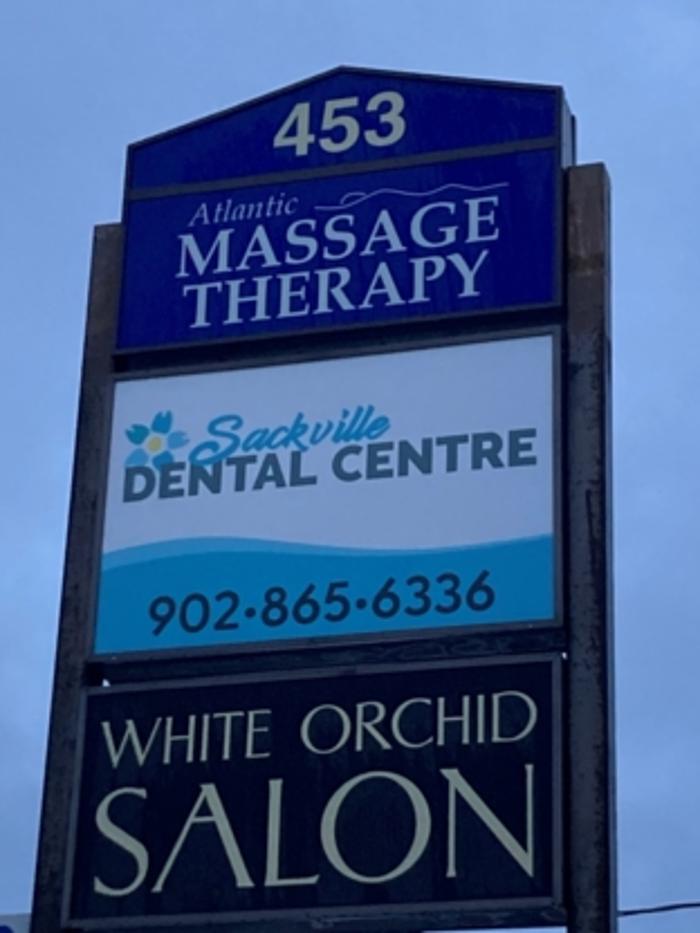 453
Atlantic
MASSAGE
THERAPY
Sackville
DENTAL CENTRE
902·865·6336
WHITE ORCHID
SALON